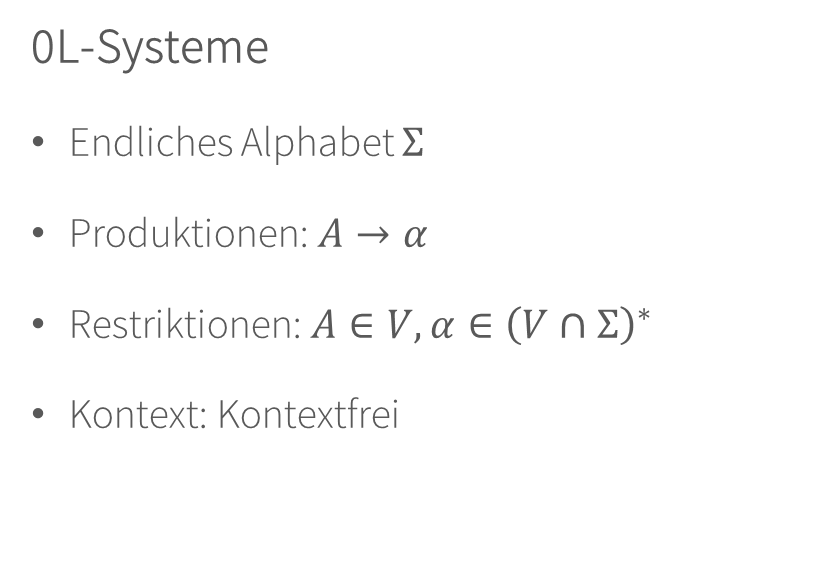 0L-Systeme
• Endliches Alphabet Σ
• Produktionen: A → α
• Restriktionen: A ∈ V, α ∈ (V ∩ Σ)*
• Kontext: Kontextfrei